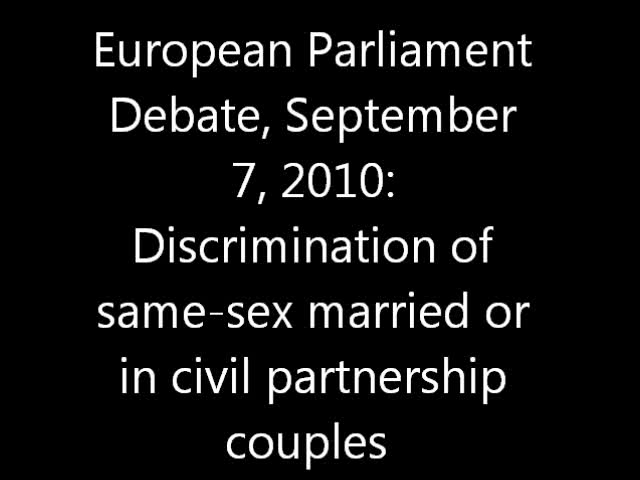 European Parliament
Debate, September
7, 2010:
Discrimination of
same-sex married or
in civil partnership
couples